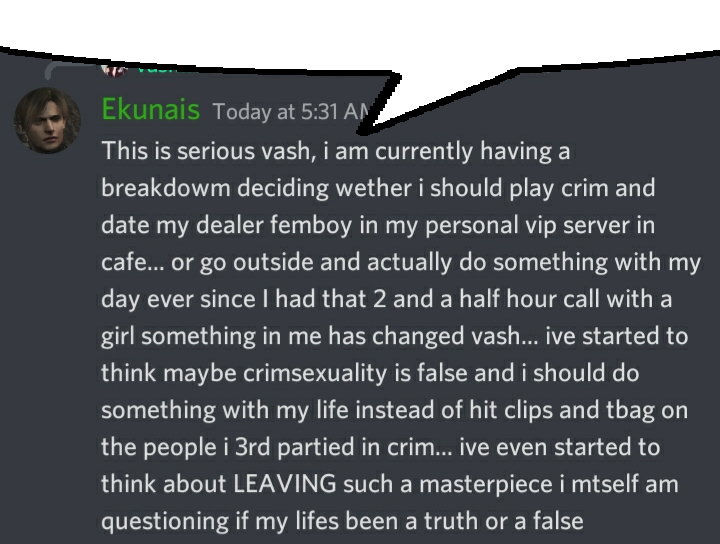 Ekunais Today at 5:31 AM
This is serious vash, i am currently having a
breakdowm deciding wether i should play crim and
date my dealer femboy in my personal vip server in
cafe... or go outside and actually do something with my
day ever since I had that 2 and a half hour call with a
girl something in me has changed vash... ive started to
think maybe crimsexuality is false and i should do
something with my life instead of hit clips and tbag on
the people i 3rd partied in crim... ive even started to
think about LEAVING such a masterpiece i mtself am
questioning if my lifes been a truth or a false